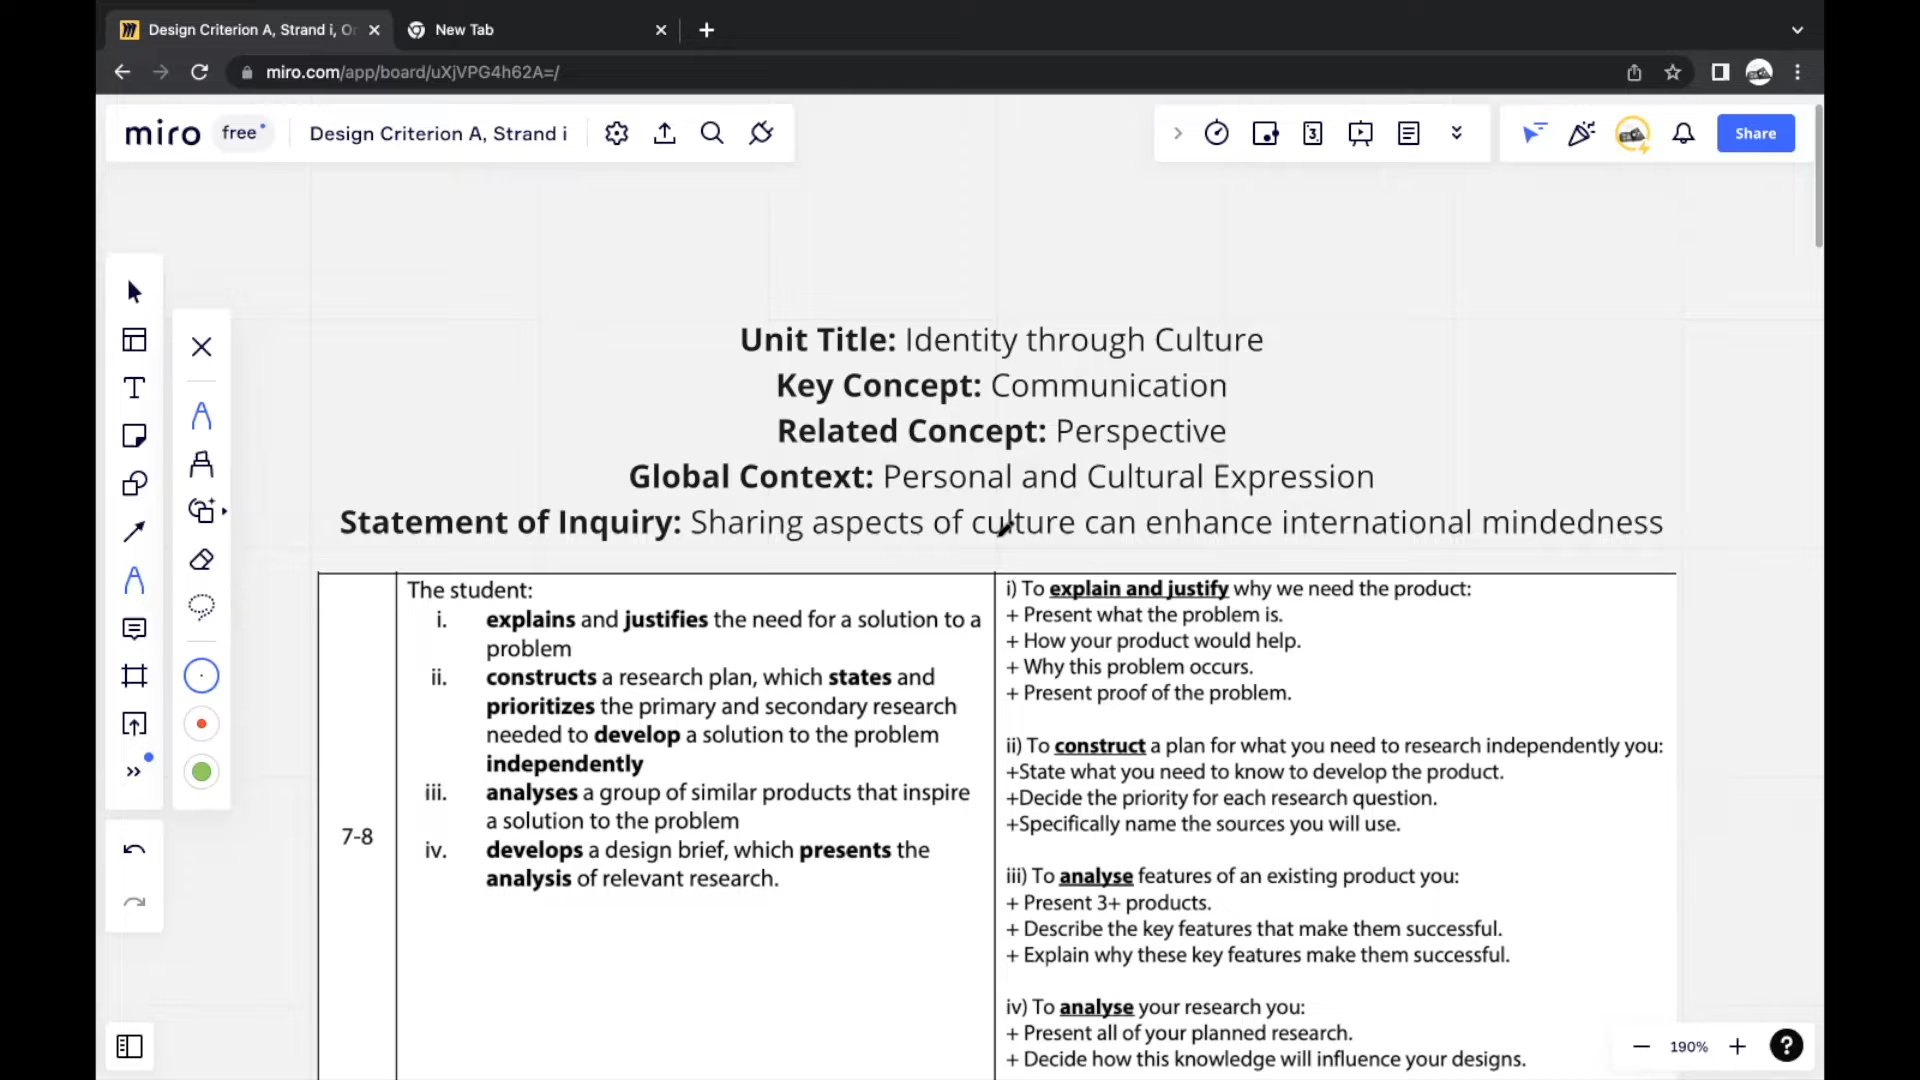 Design Criterion A, Strand i, Or
New Tab
miro.com/app/board/uXjVPG4h62A=/
miro
free
Design Criterion A, Strand i
3
Share
Unit Title: Identity through Culture
Key Concept: Communication
Related Concept: Perspective
Global Context: Personal and Cultural Expression
Statement of Inquiry: Sharing aspects of culture can enhance international mindedness
7-8
The student:
i. explains and justifies the need for a solution to a
problem
ii. constructs a research plan, which states and
prioritizes the primary and secondary research
needed to develop a solution to the problem
independently
iii. analyses a group of similar products that inspire
a solution to the problem
iv. develops a design brief, which presents the
analysis of relevant research.
i) To explain and justify why we need the product:
+ Present what the problem is.
+ How your product would help.
+ Why this problem occurs.
+ Present proof of the problem.
ii) To construct a plan for what you need to research independently you:
+State what you need to know to develop the product.
+Decide the priority for each research question.
+Specifically name the sources you will use.
iii) To analyse features of an existing product you:
+ Present 3+ products.
+ Describe the key features that make them successful.
+ Explain why these key features make them successful.
iv) To analyse your research you:
+ Present all of your planned research.
+ Decide how this knowledge will influence your designs.
190%